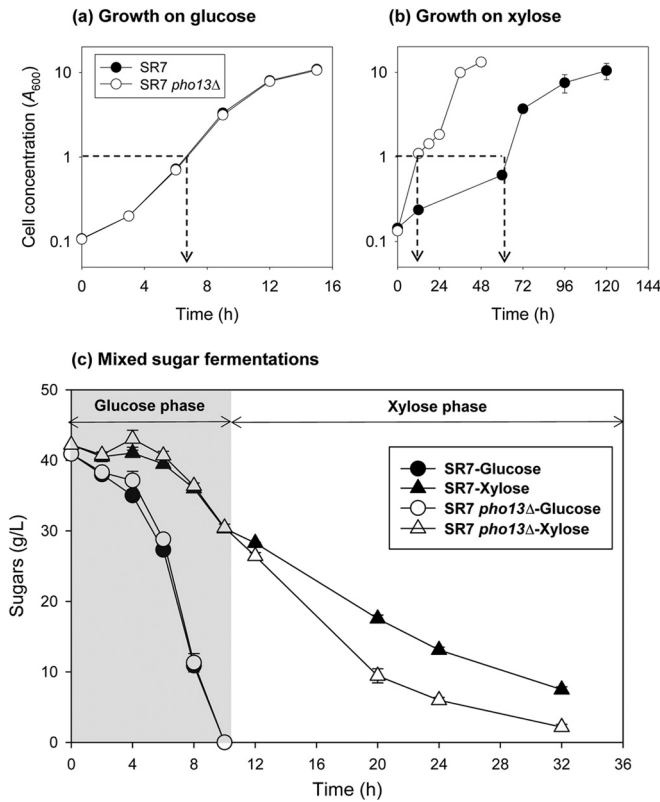 (a) Growth on glucose
(b) Growth on xylose
Cell concentration (A600)
10
1
0.1
SR7
SR7 pho13Δ
0 4 8 12 16
Time (h)
10
1
0.1
0 24 48 72 96 120 144
Time (h)
(c) Mixed sugar fermentations
Sugars (g/L)
50
40
30
20
10
0
Glucose phase
Xylose phase
SR7-Glucose
SR7-Xylose
SR7 pho13Δ-Glucose
SR7 pho13Δ-Xylose
0 4 8 12 16 20 24 28 32 36
Time (h)